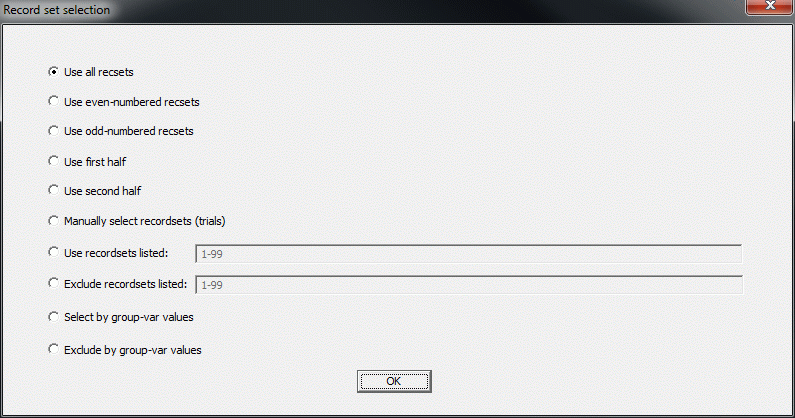 Record set selection
Use all recsets
Use even-numbered recsets
Use odd-numbered recsets
Use first half
Use second half
Manually select recordsets (trials)
Use recordsets listed: 1-99
Exclude recordsets listed: 1-99
Select by group-var values
Exclude by group-var values
OK